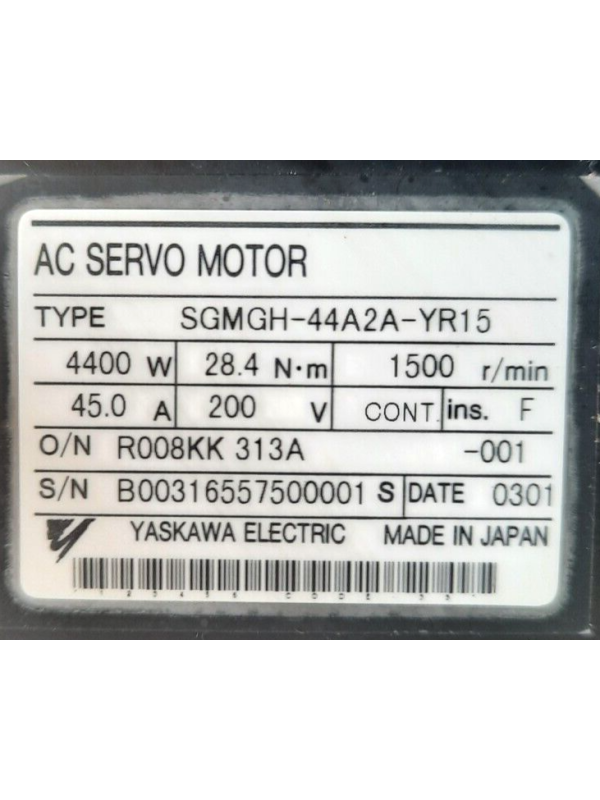 AC SERVO MOTOR
TYPE SGMGH-44A2A-YR15
4400 W 28.4 N·m 1500 r/min
45.0 A 200 V CONT. ins. F
O/N R008KK 313A -001
S/N B00316557500001 S DATE 0301
YASKAWA ELECTRIC MADE IN JAPAN